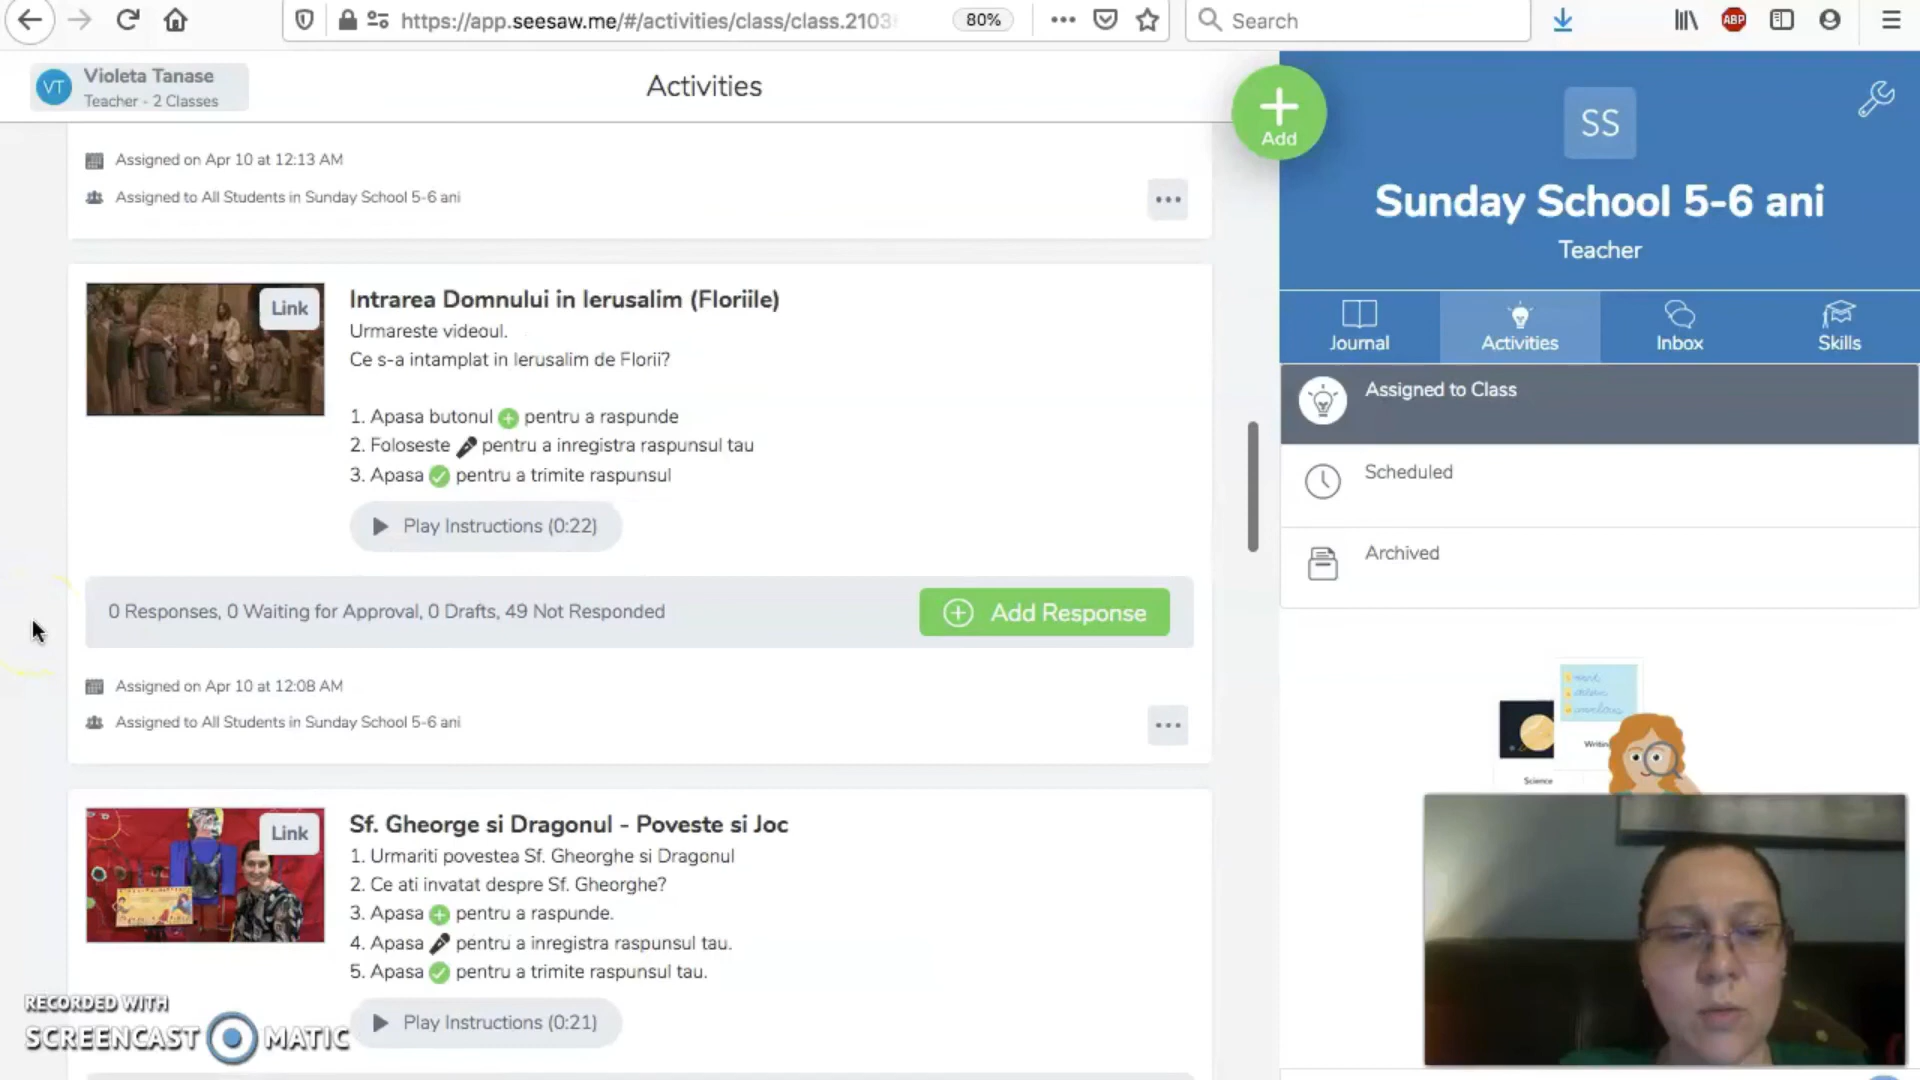 https://app.seesaw.me/#/activities/class/class.2103
80%
Search
ABP
VT
Violeta Tanase
Teacher - 2 Classes
Activities
Add
Assigned on Apr 10 at 12:13 AM
Assigned to All Students in Sunday School 5-6 ani
Link
Intrarea Domnului in Ierusalim (Floriile)
Urmareste videoul.
Ce s-a intamplat in Ierusalim de Florii?
1. Apasa butonul pentru a raspunde
2. Foloseste pentru a inregistra raspunsul tau
3. Apasa pentru a trimite raspunsul
Play Instructions (0:22)
0 Responses, 0 Waiting for Approval, 0 Drafts, 49 Not Responded
Add Response
Assigned on Apr 10 at 12:08 AM
Assigned to All Students in Sunday School 5-6 ani
Link
Sf. Gheorge si Dragonul - Poveste si Joc
1. Urmariti povestea Sf. Gheorghe si Dragonul
2. Ce ati invatat despre Sf. Gheorghe?
3. Apasa pentru a raspunde.
4. Apasa pentru a inregistra raspunsul tau.
5. Apasa pentru a trimite raspunsul tau.
Play Instructions (0:21)
RECORDED WITH
SCREENCAST MATIC
SS
Sunday School 5-6 ani
Teacher
Journal
Activities
Inbox
Skills
Assigned to Class
Scheduled
Archived
Science